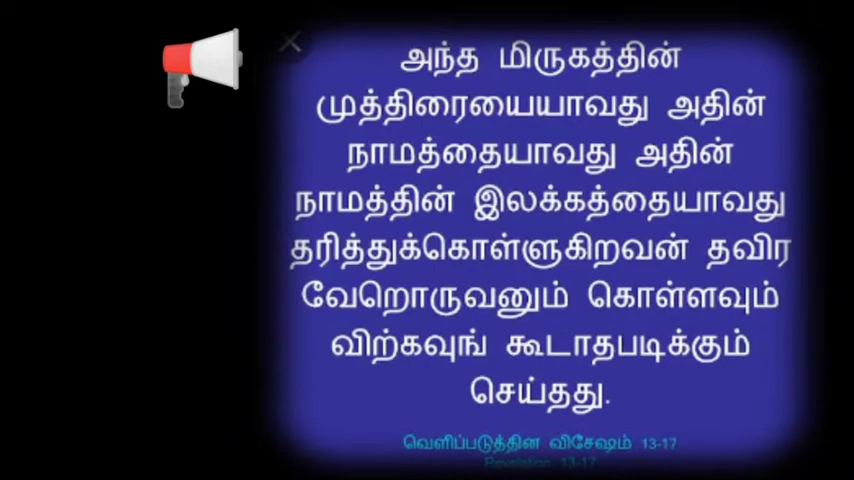 அந்த மிருகத்தின்
முத்திரையையாவது அதின்
நாமத்தையாவது அதின்
நாமத்தின் இலக்கத்தையாவது
தரித்துக்கொள்ளுகிறவன் தவிர
வேறொருவனும் கொள்ளவும்
விற்கவுங் கூடாதபடிக்கும்
செய்தது.
வெளிப்படுத்தின விசேஷம் 13-17
Revelation 13-17